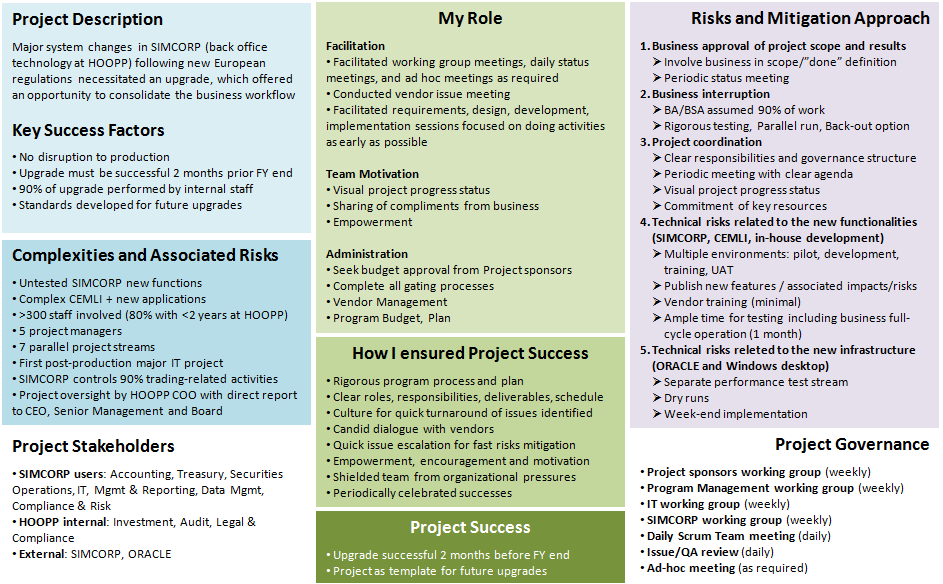 Project Description
Major system changes in SIMCORP (back office
technology at HOOPP) following new European
regulations necessitated an upgrade, which offered
an opportunity to consolidate the business workflow
Key Success Factors
• No disruption to production
• Upgrade must be successful 2 months prior FY end
• 90% of upgrade performed by internal staff
• Standards developed for future upgrades
Complexities and Associated Risks
• Untested SIMCORP new functions
• Complex CEMLI + new applications
• >300 staff involved (80% with <2 years at HOOPP)
• 5 project managers
• 7 parallel project streams
• First post-production major IT project
• SIMCORP controls 90% trading-related activities
• Project oversight by HOOPP COO with direct report
to CEO, Senior Management and Board
Project Stakeholders
• SIMCORP users: Accounting, Treasury, Securities
Operations, IT, Mgmt & Reporting, Data Mgmt,
Compliance & Risk
• HOOPP internal: Investment, Audit, Legal &
Compliance
• External: SIMCORP, ORACLE
My Role
Facilitation
• Facilitated working group meetings, daily status
meetings, and ad hoc meetings as required
• Conducted vendor issue meeting
• Facilitated requirements, design, development,
implementation sessions focused on doing activities
as early as possible
Team Motivation
• Visual project progress status
• Sharing of compliments from business
• Empowerment
Administration
• Seek budget approval from Project sponsors
• Complete all gating processes
• Vendor Management
• Program Budget, Plan
How I ensured Project Success
• Rigorous program process and plan
• Clear roles, responsibilities, deliverables, schedule
• Culture for quick turnaround of issues identified
• Candid dialogue with vendors
• Quick issue escalation for fast risks mitigation
• Empowerment, encouragement and motivation
• Shielded team from organizational pressures
• Periodically celebrated successes
Project Success
• Upgrade successful 2 months before FY end
• Project as template for future upgrades
Risks and Mitigation Approach
1. Business approval of project scope and results
➢ Involve business in scope/"done" definition
➢ Periodic status meeting
2. Business interruption
➢ BA/BSA assumed 90% of work
➢ Rigorous testing, Parallel run, Back-out option
3. Project coordination
➢ Clear responsibilities and governance structure
➢ Periodic meeting with clear agenda
➢ Visual project progress status
➢ Commitment of key resources
4. Technical risks related to the new functionalities
(SIMCORP, CEMLI, in-house development)
➢ Multiple environments: pilot, development,
training, UAT
➢ Publish new features / associated impacts/risks
➢ Vendor training (minimal)
➢ Ample time for testing including business full-
cycle operation (1 month)
5. Technical risks releted to the new infrastructure
(ORACLE and Windows desktop)
➢ Separate performance test stream
➢ Dry runs
➢ Week-end implementation
Project Governance
• Project sponsors working group (weekly)
• Program Management working group (weekly)
• IT working group (weekly)
• SIMCORP working group (weekly)
• Daily Scrum Team meeting (daily)
• Issue/QA review (daily)
• Ad-hoc meeting (as required)